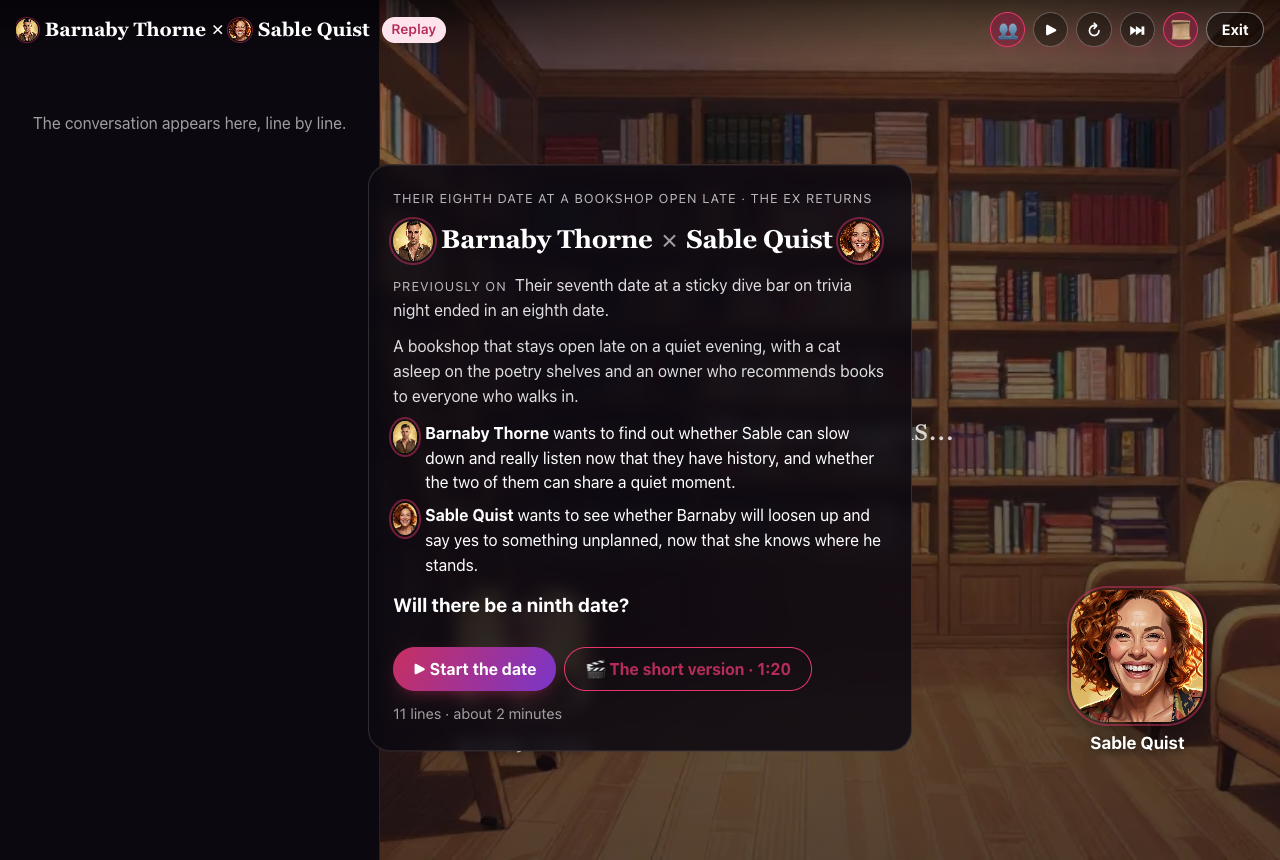 Barnaby Thorne × Sable Quist Replay
Exit
The conversation appears here, line by line.
THEIR EIGHTH DATE AT A BOOKSHOP OPEN LATE · THE EX RETURNS
Barnaby Thorne × Sable Quist
PREVIOUSLY ON Their seventh date at a sticky dive bar on trivia
night ended in an eighth date.
A bookshop that stays open late on a quiet evening, with a cat
asleep on the poetry shelves and an owner who recommends books
to everyone who walks in.
Barnaby Thorne wants to find out whether Sable can slow
down and really listen now that they have history, and whether
the two of them can share a quiet moment.
Sable Quist wants to see whether Barnaby will loosen up and
say yes to something unplanned, now that she knows where he
stands.
Will there be a ninth date?
Start the date
The short version · 1:20
11 lines · about 2 minutes
Sable Quist